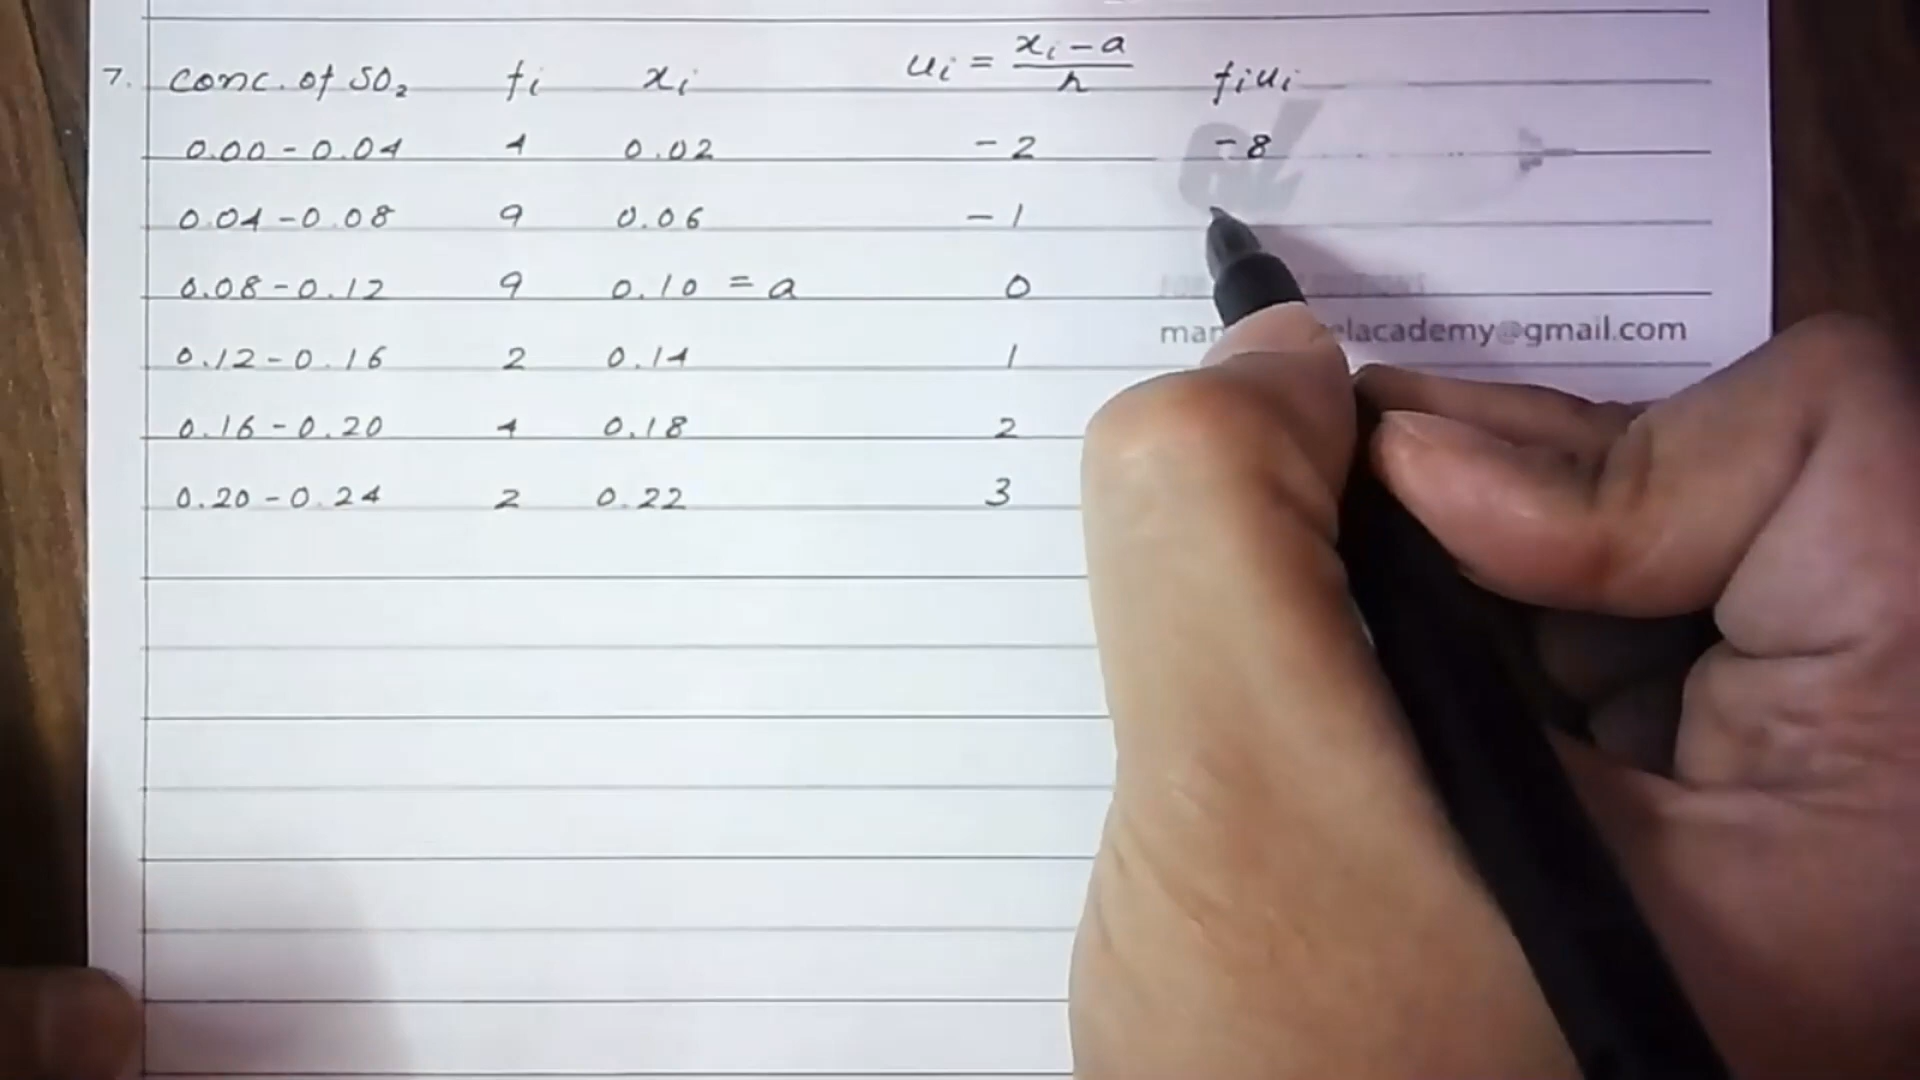 7. conc. of SO₂ fi xi ui = xi - a / h fiui
0.00 - 0.04 4 0.02 - 2 - 8
0.04 - 0.08 9 0.06 - 1
0.08 - 0.12 9 0.10 = a 0
0.12 - 0.16 2 0.14 1
0.16 - 0.20 4 0.18 2
0.20 - 0.24 2 0.22 3
elacademy@gmail.com